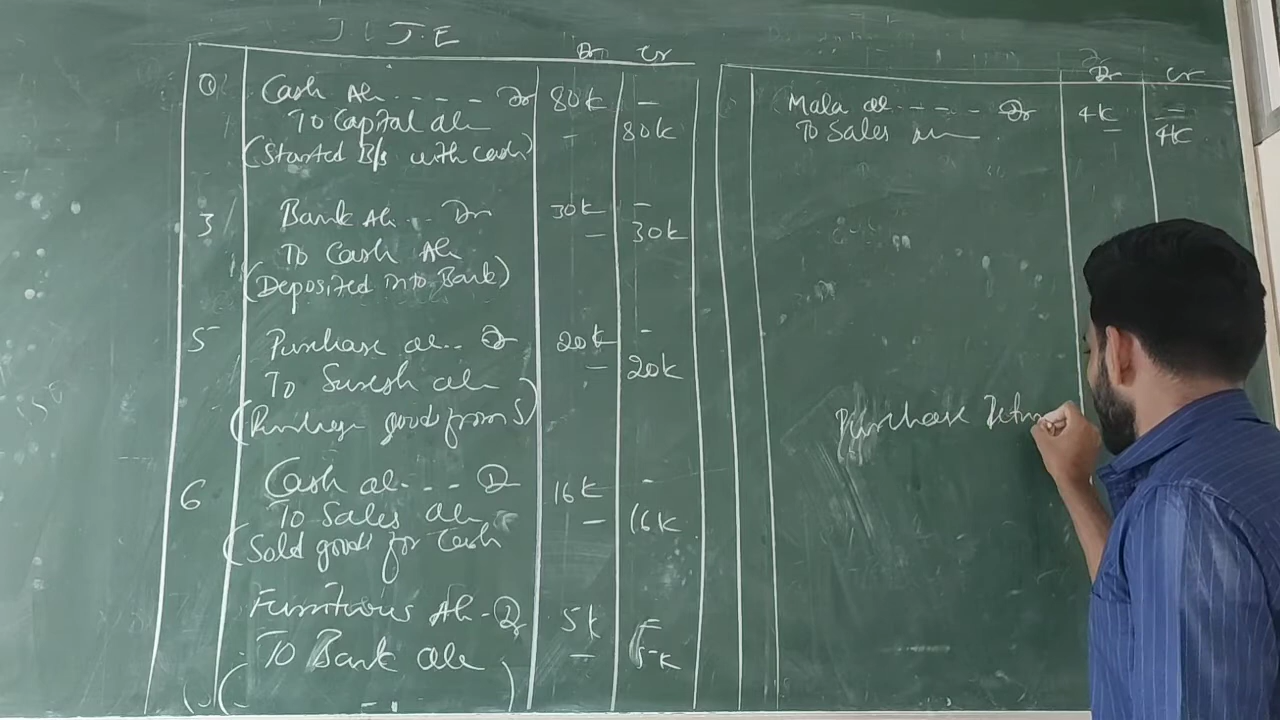 J.E
Dr Cr
1 Cash A/c - - - - Dr 80k -
To Capital a/c - 80k
(Started B/s with cash)
3 Bank A/c - - - Dr 30k -
To Cash A/c - 30k
(Deposited into Bank)
5 Purchase a/c - - Dr 20k -
To Suresh a/c - 20k
goods from S)
6 Cash a/c - - - Dr 16k -
To Sales a/c - 16k
(Sold goods for Cash
A/c - Dr 5k -
To Bank a/c - 5k
Dr Cr
Mala a/c - - - - - Dr 4k -
To Sales - 4k
Purchase Return